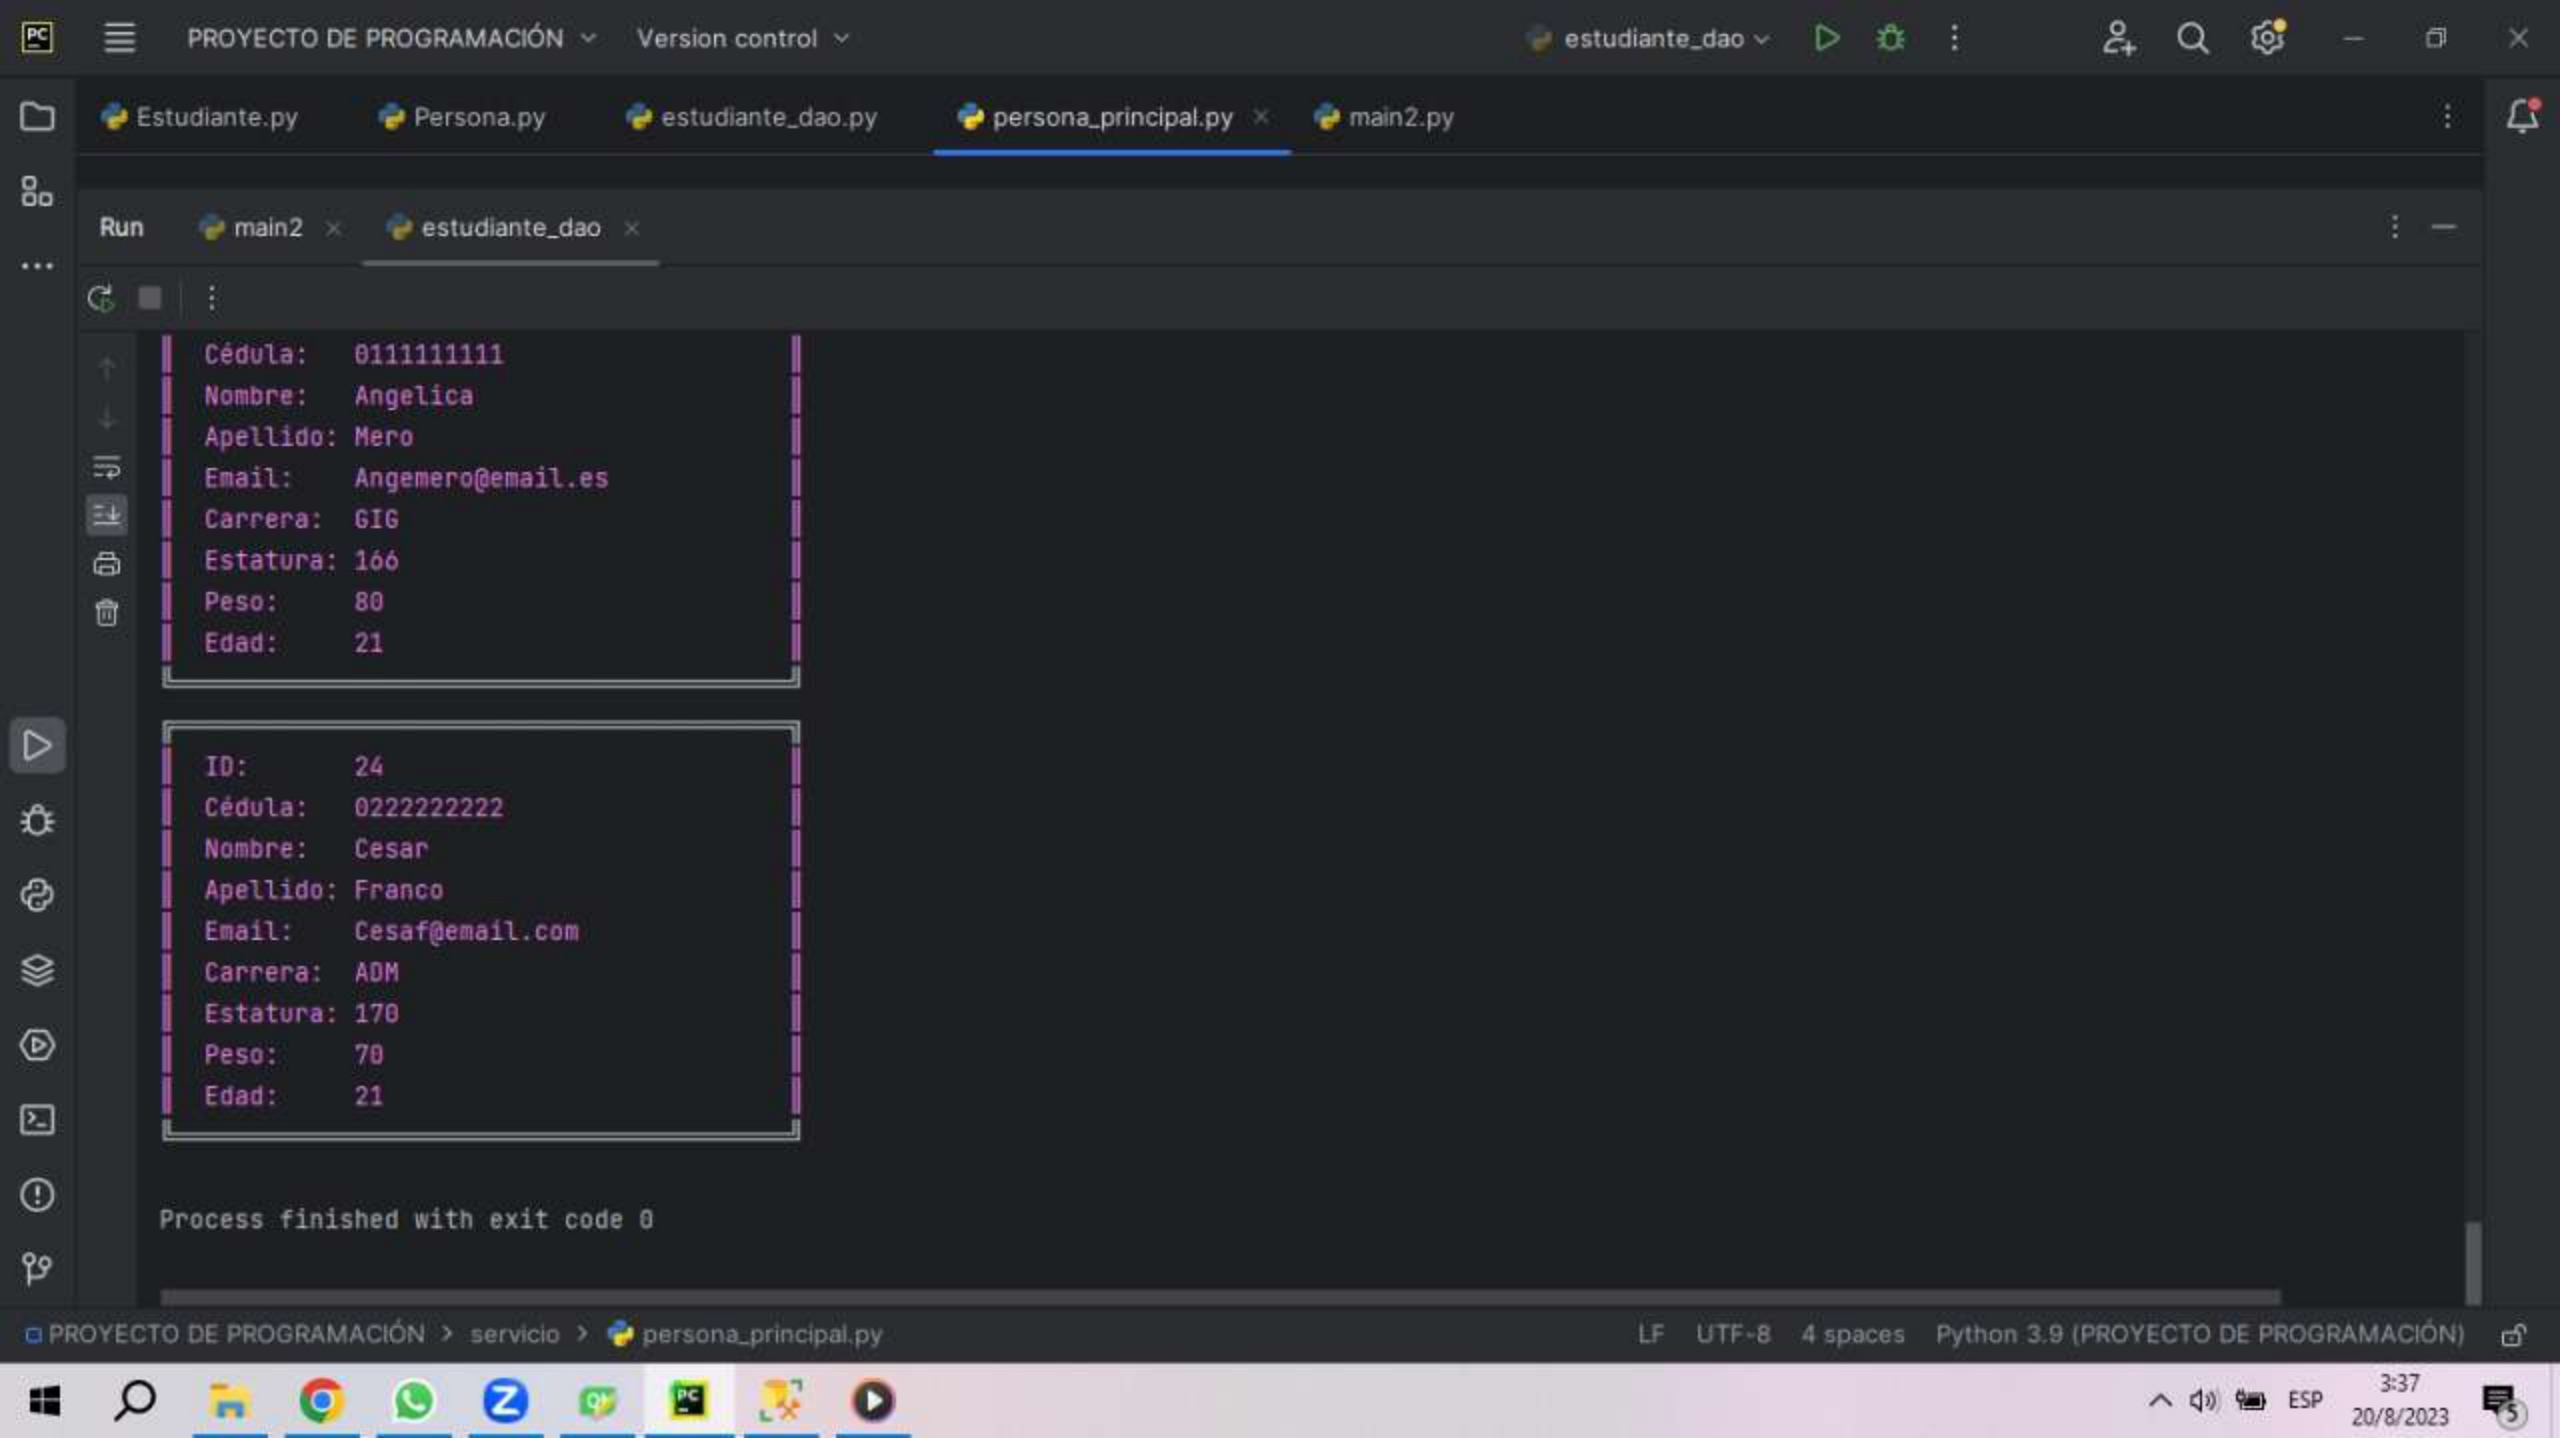 PC
PROYECTO DE PROGRAMACIÓN
Version control
estudiante_dao
Estudiante.py
Persona.py
estudiante_dao.py
persona_principal.py
main2.py
Run
main2
estudiante_dao
Cédula: 0111111111
Nombre: Angelica
Apellido: Mero
Email: Angemero@email.es
Carrera: GIG
Estatura: 166
Peso: 80
Edad: 21
ID: 24
Cédula: 0222222222
Nombre: Cesar
Apellido: Franco
Email: Cesaf@email.com
Carrera: ADM
Estatura: 170
Peso: 70
Edad: 21
Process finished with exit code 0
PROYECTO DE PROGRAMACIÓN > servicio > persona_principal.py
LF UTF-8 4 spaces Python 3.9 (PROYECTO DE PROGRAMACIÓN)
PC
ESP
3:37
20/8/2023
5